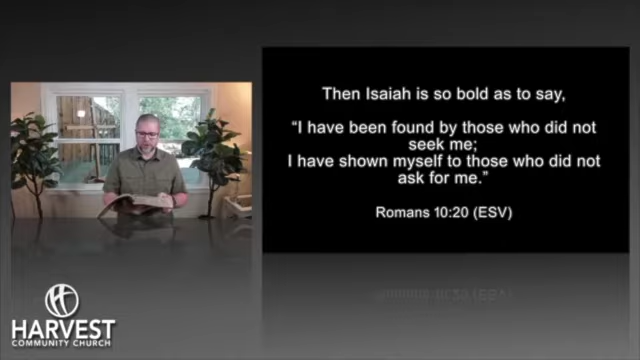 Then Isaiah is so bold as to say,
“I have been found by those who did not
seek me;
I have shown myself to those who did not
ask for me.”
Romans 10:20 (ESV)
HARVEST
COMMUNITY CHURCH